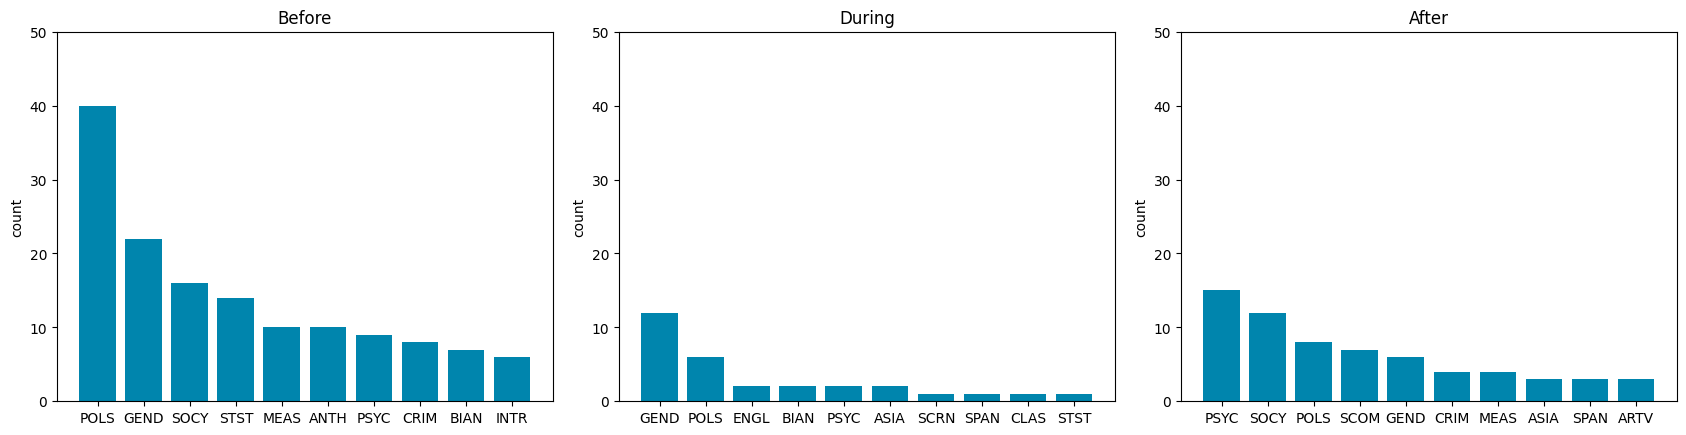 Before
50
40
30
20
10
0
count
POLS GEND SOCY STST MEAS ANTH PSYC CRIM BIAN INTR
During
50
40
30
20
10
0
count
GEND POLS ENGL BIAN PSYC ASIA SCRN SPAN CLAS STST
After
50
40
30
20
10
0
count
PSYC SOCY POLS SCOM GEND CRIM MEAS ASIA SPAN ARTV